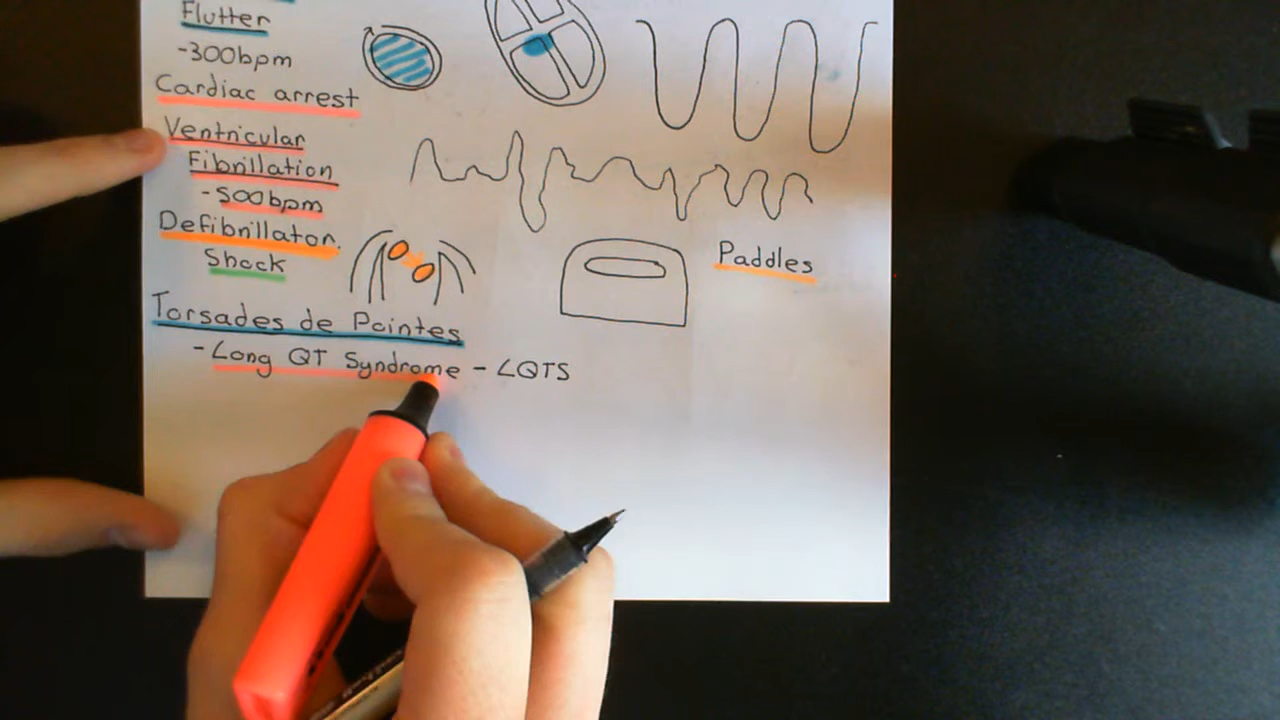 Flutter
-300bpm
Cardiac arrest
Ventricular
Fibrillation
-500bpm
Defibrillator.
Shock
Paddles
Torsades de Pointes
-Long QT Syndrome - LQTS